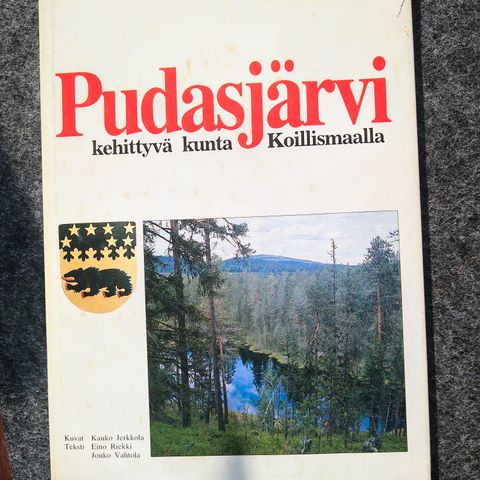 Pudasjärvi
kehittyvä kunta Koillismaalla
Kuvat Kauko Jerkkola
Teksti Eino Riekki
Jouko Vahtola